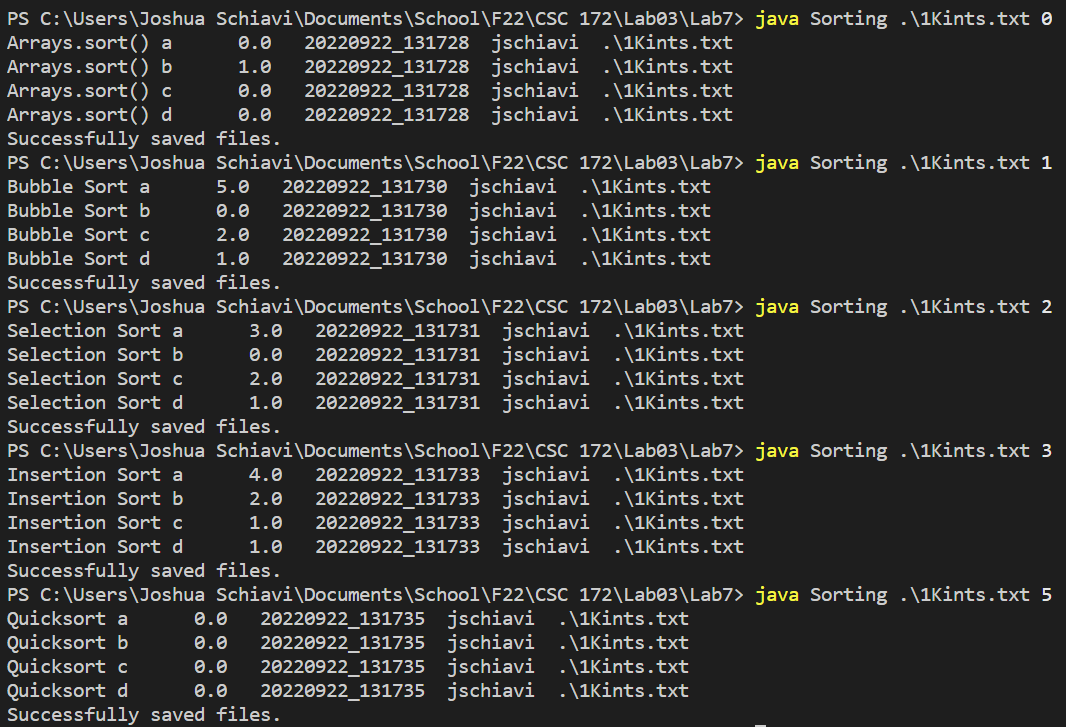 PS C:\Users\Joshua Schiavi\Documents\School\F22\CSC 172\Lab03\Lab7> java Sorting .\1Kints.txt 0
Arrays.sort() a      0.0   20220922_131728  jschiavi  .\1Kints.txt
Arrays.sort() b      1.0   20220922_131728  jschiavi  .\1Kints.txt
Arrays.sort() c      0.0   20220922_131728  jschiavi  .\1Kints.txt
Arrays.sort() d      0.0   20220922_131728  jschiavi  .\1Kints.txt
Successfully saved files.
PS C:\Users\Joshua Schiavi\Documents\School\F22\CSC 172\Lab03\Lab7> java Sorting .\1Kints.txt 1
Bubble Sort a      5.0   20220922_131730  jschiavi  .\1Kints.txt
Bubble Sort b      0.0   20220922_131730  jschiavi  .\1Kints.txt
Bubble Sort c      2.0   20220922_131730  jschiavi  .\1Kints.txt
Bubble Sort d      1.0   20220922_131730  jschiavi  .\1Kints.txt
Successfully saved files.
PS C:\Users\Joshua Schiavi\Documents\School\F22\CSC 172\Lab03\Lab7> java Sorting .\1Kints.txt 2
Selection Sort a      3.0   20220922_131731  jschiavi  .\1Kints.txt
Selection Sort b      0.0   20220922_131731  jschiavi  .\1Kints.txt
Selection Sort c      2.0   20220922_131731  jschiavi  .\1Kints.txt
Selection Sort d      1.0   20220922_131731  jschiavi  .\1Kints.txt
Successfully saved files.
PS C:\Users\Joshua Schiavi\Documents\School\F22\CSC 172\Lab03\Lab7> java Sorting .\1Kints.txt 3
Insertion Sort a      4.0   20220922_131733  jschiavi  .\1Kints.txt
Insertion Sort b      2.0   20220922_131733  jschiavi  .\1Kints.txt
Insertion Sort c      1.0   20220922_131733  jschiavi  .\1Kints.txt
Insertion Sort d      1.0   20220922_131733  jschiavi  .\1Kints.txt
Successfully saved files.
PS C:\Users\Joshua Schiavi\Documents\School\F22\CSC 172\Lab03\Lab7> java Sorting .\1Kints.txt 5
Quicksort a      0.0   20220922_131735  jschiavi  .\1Kints.txt
Quicksort b      0.0   20220922_131735  jschiavi  .\1Kints.txt
Quicksort c      0.0   20220922_131735  jschiavi  .\1Kints.txt
Quicksort d      0.0   20220922_131735  jschiavi  .\1Kints.txt
Successfully saved files.